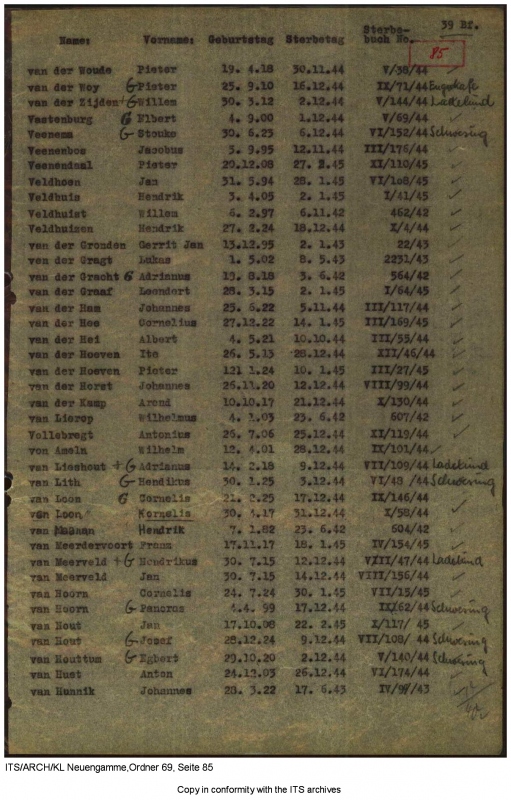 39 Bf.
Name: Vorname: Geburtstag Sterbetag Sterbebuch No.
85
van der Woude Pieter 19. 4.18 30.11.44 V/38/44
van der Wey G Pieter 25. 9.10 16.12.44 IX/71/44
van der Zijden + G Willem 30. 3.12 2.12.44 V/144/44 Ladelund
Vastenburg G Elbert 4. 9.00 1.12.44 V/69/44
Veenema G Stouke 30. 6.23 6.12.44 VI/152/44 Schwesing
Veenenbos Jacobus 3. 9.95 12.11.44 III/176/44
Veenendaal Pieter 20.12.08 27. 2.45 XI/110/45
Veldhoen Jan 31. 5.94 28. 1.45 VI/108/45
Veldhuis Hendrik 3. 4.05 2. 1.45 I/41/45
Veldhuist Willem 6. 2.97 6.11.42 462/42
Veldhuizen Hendrik 27. 2.24 18.12.44 X/4/44
van der Gronden Gerrit Jan 13.12.95 2. 1.43 22/43
van der Gragt Lukas 1. 5.02 8. 5.43 2231/43
van der Gracht G Adrianus 19. 8.18 3. 6.42 564/42
van der Graaf Leendert 28. 3.15 2. 1.45 I/64/45
van der Ham Johannes 25. 6.22 5.11.44 III/117/44
van der Hee Cornelius 27.12.22 14. 1.45 III/169/45
van der Hei Albert 4. 5.21 10.10.44 III/55/44
van der Hoeven Ite 26. 5.13 28.12.44 XII/46/44
van der Hoeven Pieter 121 1.24 10. 1.45 III/27/45
van der Horst Johannes 26.11.20 12.12.44 VIII/99/44
van der Kamp Arend 10.10.17 21.12.44 X/130/44
van Lierop Wilhelmus 4. 1.03 23. 6.42 607/42
Vollebregt Antonius 26. 7.06 25.12.44 XI/119/44
von Ameln Wilhelm 12. 4.01 28.12.44 IX/101/44
van Lieshout + G Adrianus 14. 2.18 9.12.44 VII/109/44 Ladelund
van Lith G Hendikus 30. 1.25 3.12.44 VI/48 /44 Schwesing
van Loon G Cornelis 21. 2.25 17.12.44 IX/146/44
van Loon Kornelis 30. 4.17 31.12.44 I/58/44
van Hendrik 7. 1.82 23. 6.42 604/42
van Meerdervoort Frans 17.11.17 18. 1.45 IV/154/45
van Meerveld + G Hendrikus 30. 7.15 12.12.44 VIII/47/44 Ladelund
van Meerveld Jan 30. 7.15 14.12.44 VIII/156/44
van Hoorn Cornelis 24. 7.24 30. 1.45 VII/15/45
van Hoorn G Pancras 4.4. 99 17.12.44 IX/62/44 Schwesing
van Hout Jan 17.10.08 22. 2.45 X/117/ 45
van Hout G Jozef 28.12.24 9.12.44 VII/108/ 44 Schwesing
van Houttum G Egbert 29.10.20 2.12.44 V/140/44 Schwesing
van Hust Anton 24.12.03 26.12.44 VI/174/44
van Hunnik Johannes 28. 3.22 17. 6.43 IV/97/43
ITS/ARCH/KL Neuengamme,Ordner 69, Seite 85
Copy in conformity with the ITS archives